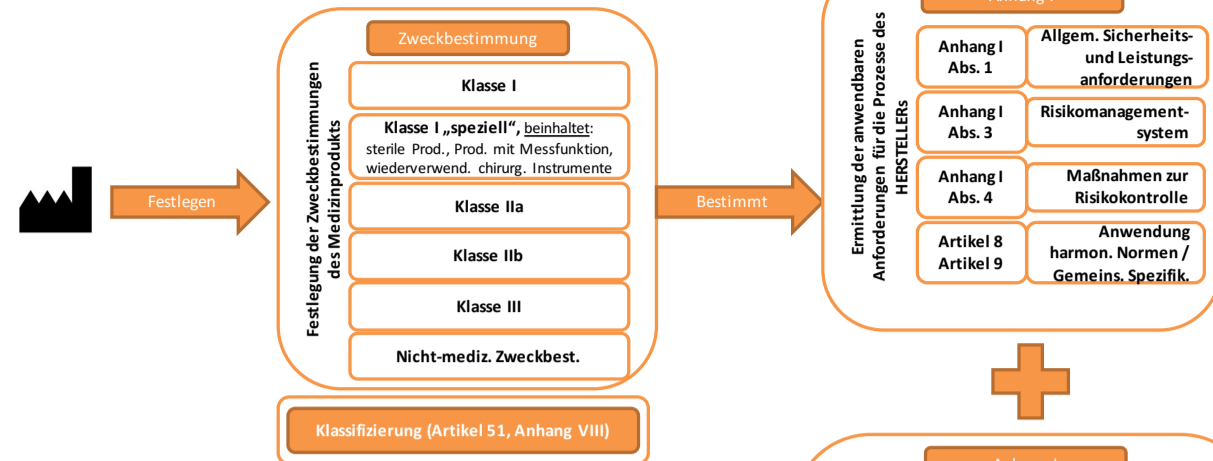 Festlegen
Festlegung der Zweckbestimmungen
des Medizinprodukts
Zweckbestimmung
Klasse I
Klasse I „speziell“, beinhaltet:
sterile Prod., Prod. mit Messfunktion,
wiederverwend. chirurg. Instrumente
Klasse IIa
Klasse IIb
Klasse III
Nicht-mediz. Zweckbest.
Klassifizierung (Artikel 51, Anhang VIII)
Bestimmt
Ermittlung der anwendbaren
Anforderungen für die Prozesse des
HERSTELLERs
Anhang I
Abs. 1
Allgem. Sicherheits-
und Leistungs-
anforderungen
Anhang I
Abs. 3
Risikomanagement-
system
Anhang I
Abs. 4
Maßnahmen zur
Risikokontrolle
Artikel 8
Artikel 9
Anwendung
harmon. Normen /
Gemeins. Spezifik.